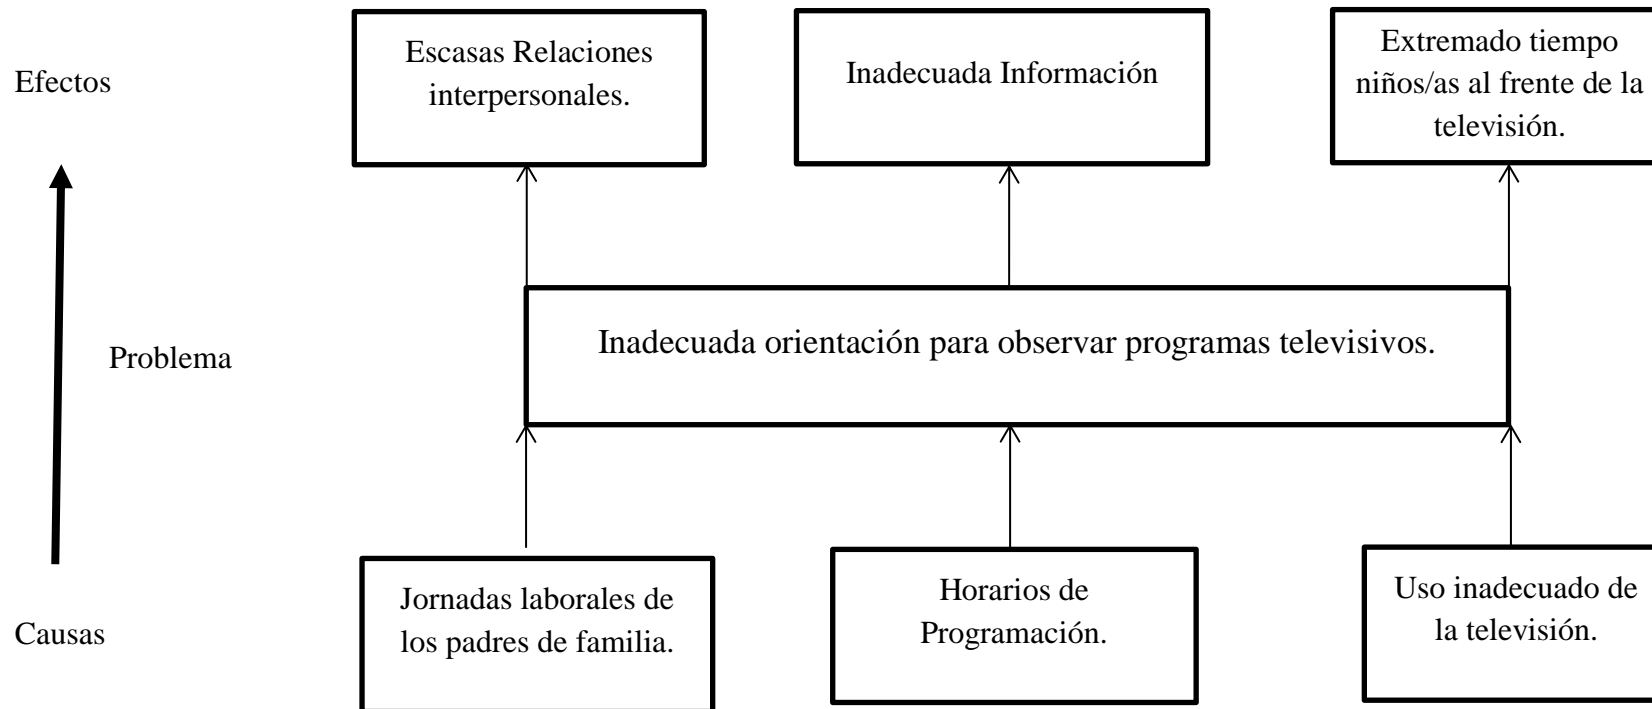 Efectos
Escasas Relaciones
interpersonales.
Inadecuada Información
Extremado tiempo
niños/as al frente de la
televisión.
Problema
Inadecuada orientación para observar programas televisivos.
Causas
Jornadas laborales de
los padres de familia.
Horarios de
Programación.
Uso inadecuado de
la televisión.